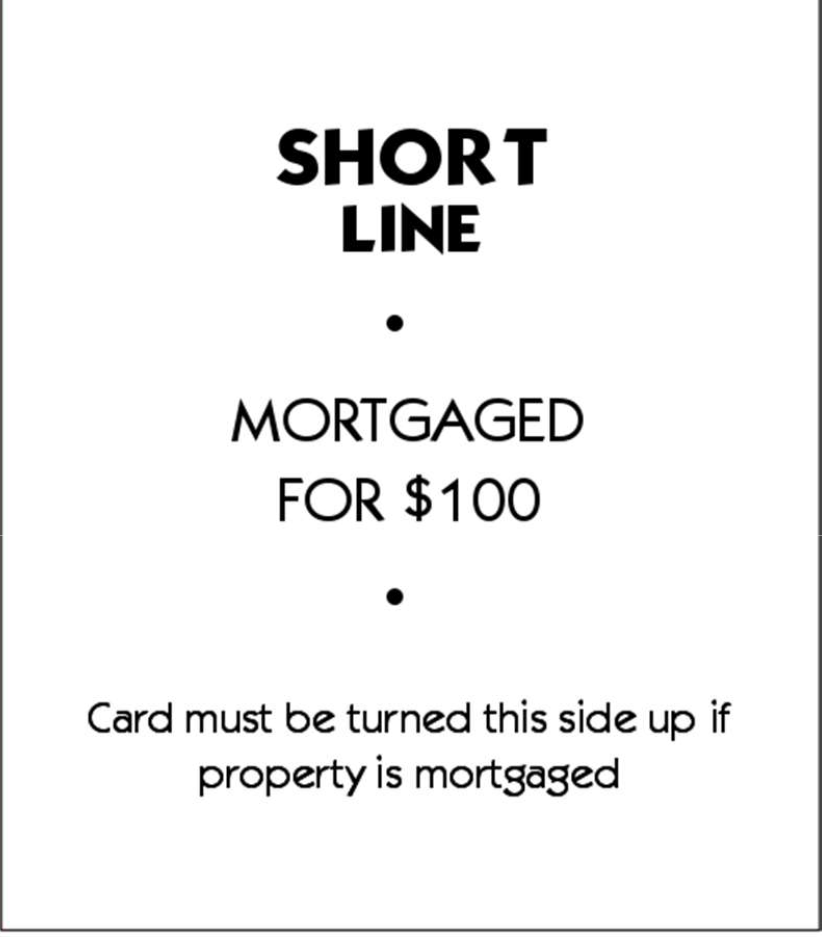 SHORT
LINE
•
MORTGAGED
FOR $100
•
Card must be turned this side up if
property is mortgaged